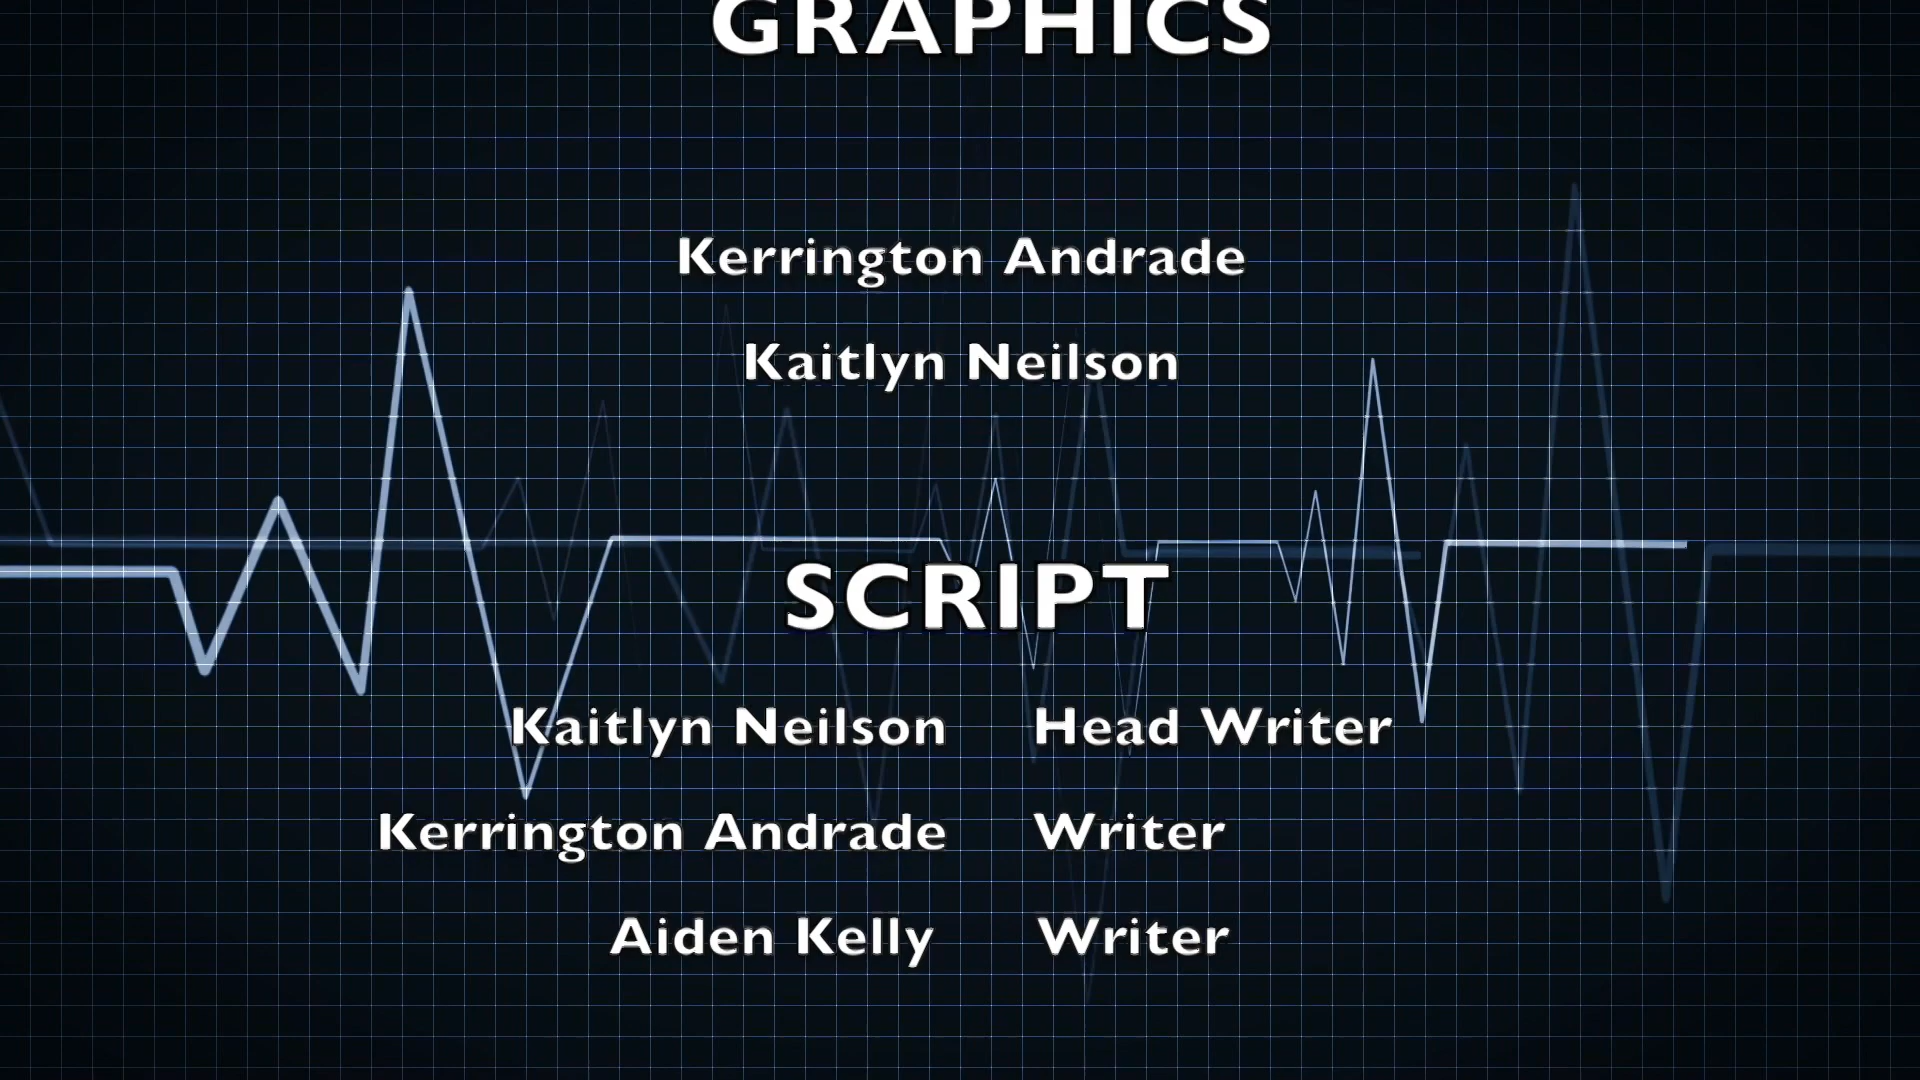 GRAPHICS
Kerrington Andrade
Kaitlyn Neilson
SCRIPT
Kaitlyn Neilson Head Writer
Kerrington Andrade Writer
Aiden Kelly Writer